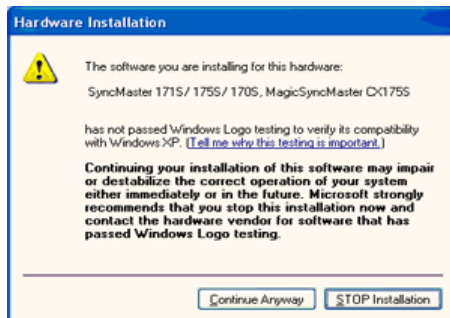 Hardware Installation
The software you are installing for this hardware:
SyncMaster 171S/ 175S/ 170S, MagicSyncMaster CX175S
has not passed Windows Logo testing to verify its compatibility
with Windows XP. (Tell me why this testing is important.)
Continuing your installation of this software may impair
or destabilize the correct operation of your system
either immediately or in the future. Microsoft strongly
recommends that you stop this installation now and
contact the hardware vendor for software that has
passed Windows Logo testing.
Continue Anyway
STOP Installation